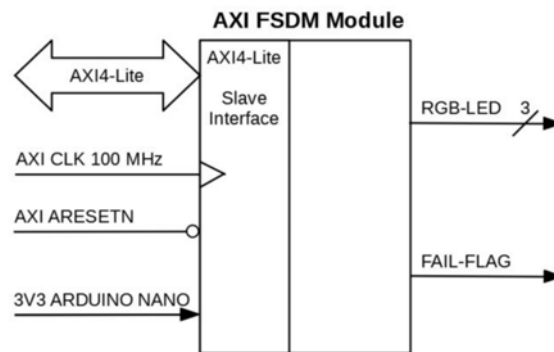 AXI FSDM Module
AXI4-Lite
AXI4-Lite
Slave
Interface
RGB-LED 3
AXI CLK 100 MHz
AXI ARESETN
FAIL-FLAG
3V3 ARDUINO NANO